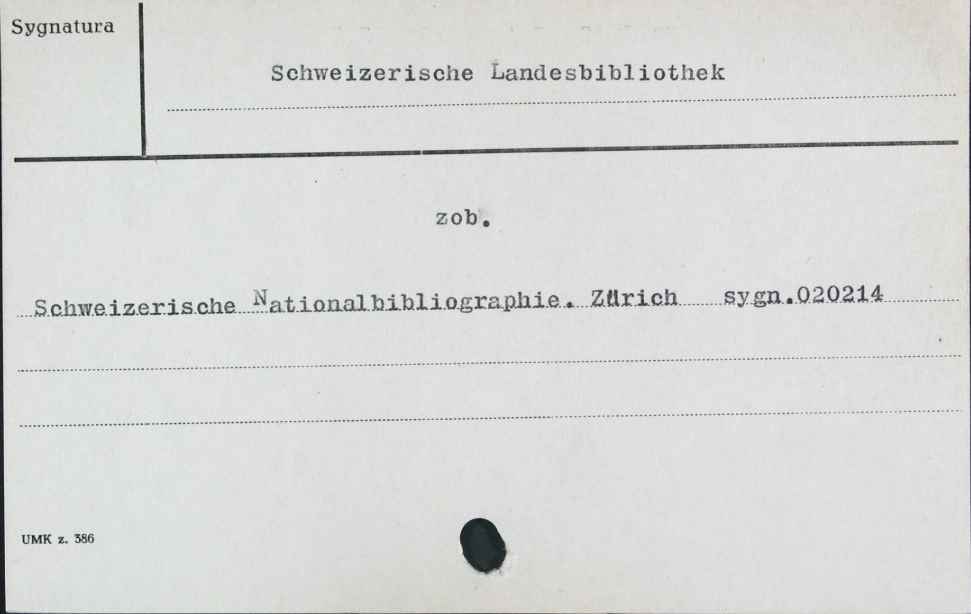 Sygnatura
Schweizerische Landesbibliothek
zob.
Schweizerische Nationalbibliographie. Zürich sygn.020214
UMK z. 386